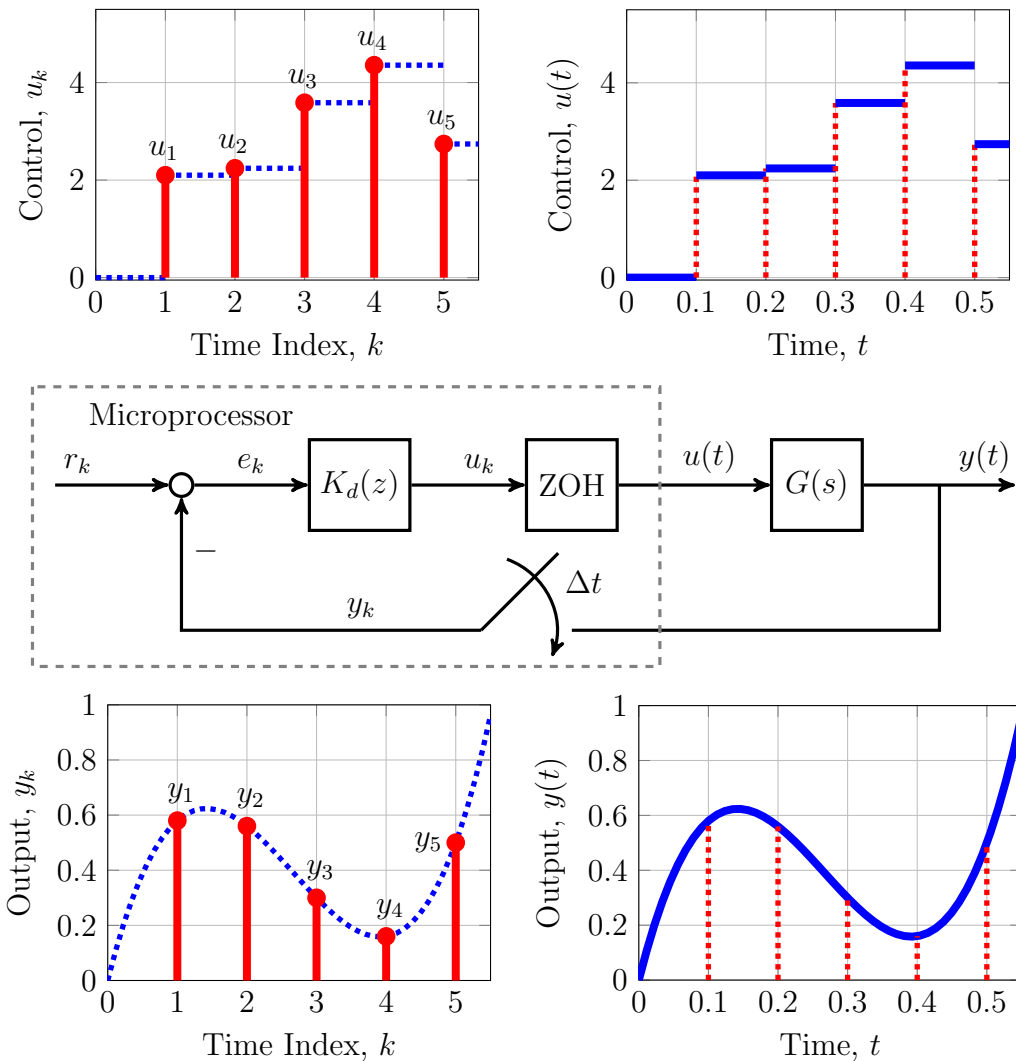 Control, u_k
4
2
0
u_1
u_2
u_3
u_4
u_5
0 1 2 3 4 5
Time Index, k
Control, u(t)
4
2
0
0 0.1 0.2 0.3 0.4 0.5
Time, t
Microprocessor
r_k
e_k
K_d(z)
u_k
ZOH
u(t)
G(s)
y(t)
−
y_k
Δt
Output, y_k
1
0.8
0.6
0.4
0.2
0
y_1
y_2
y_3
y_4
y_5
0 1 2 3 4 5
Time Index, k
Output, y(t)
1
0.8
0.6
0.4
0.2
0
0 0.1 0.2 0.3 0.4 0.5
Time, t